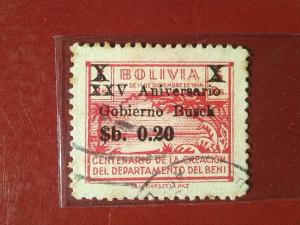 X BOLIVIA X
XXV Aniversario
Gobierno Busch
$b. 0.20
CENTENARIO DE LA CREACION
DEL DEPARTAMENTO DEL BENI